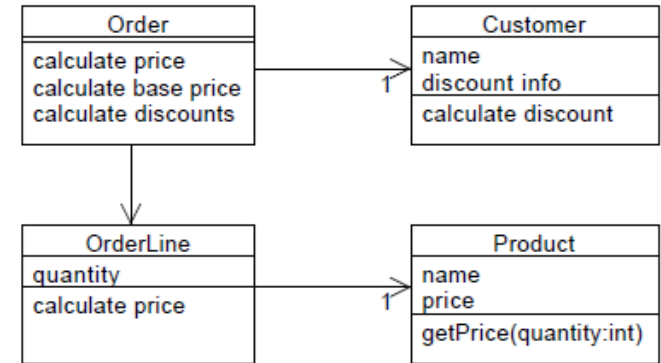 Order
calculate price
calculate base price
calculate discounts
1
Customer
name
discount info
calculate discount
OrderLine
quantity
calculate price
1
Product
name
price
getPrice(quantity:int)